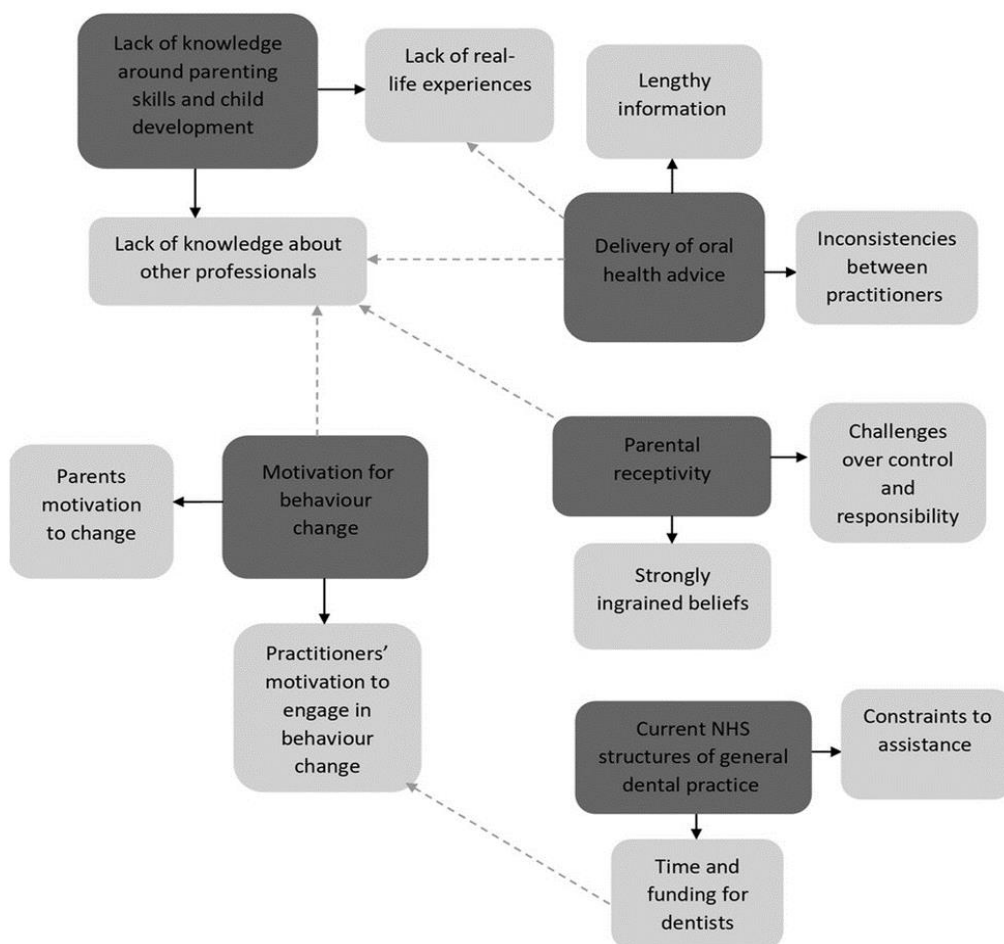 Lack of knowledge
around parenting
skills and child
development
Lack of real-
life experiences
Lengthy
information
Lack of knowledge about
other professionals
Delivery of oral
health advice
Inconsistencies
between
practitioners
Parents
motivation
to change
Motivation for
behaviour
change
Parental
receptivity
Challenges
over control
and
responsibility
Strongly
ingrained beliefs
Practitioners’
motivation to
engage in
behaviour
change
Current NHS
structures of general
dental practice
Constraints to
assistance
Time and
funding for
dentists